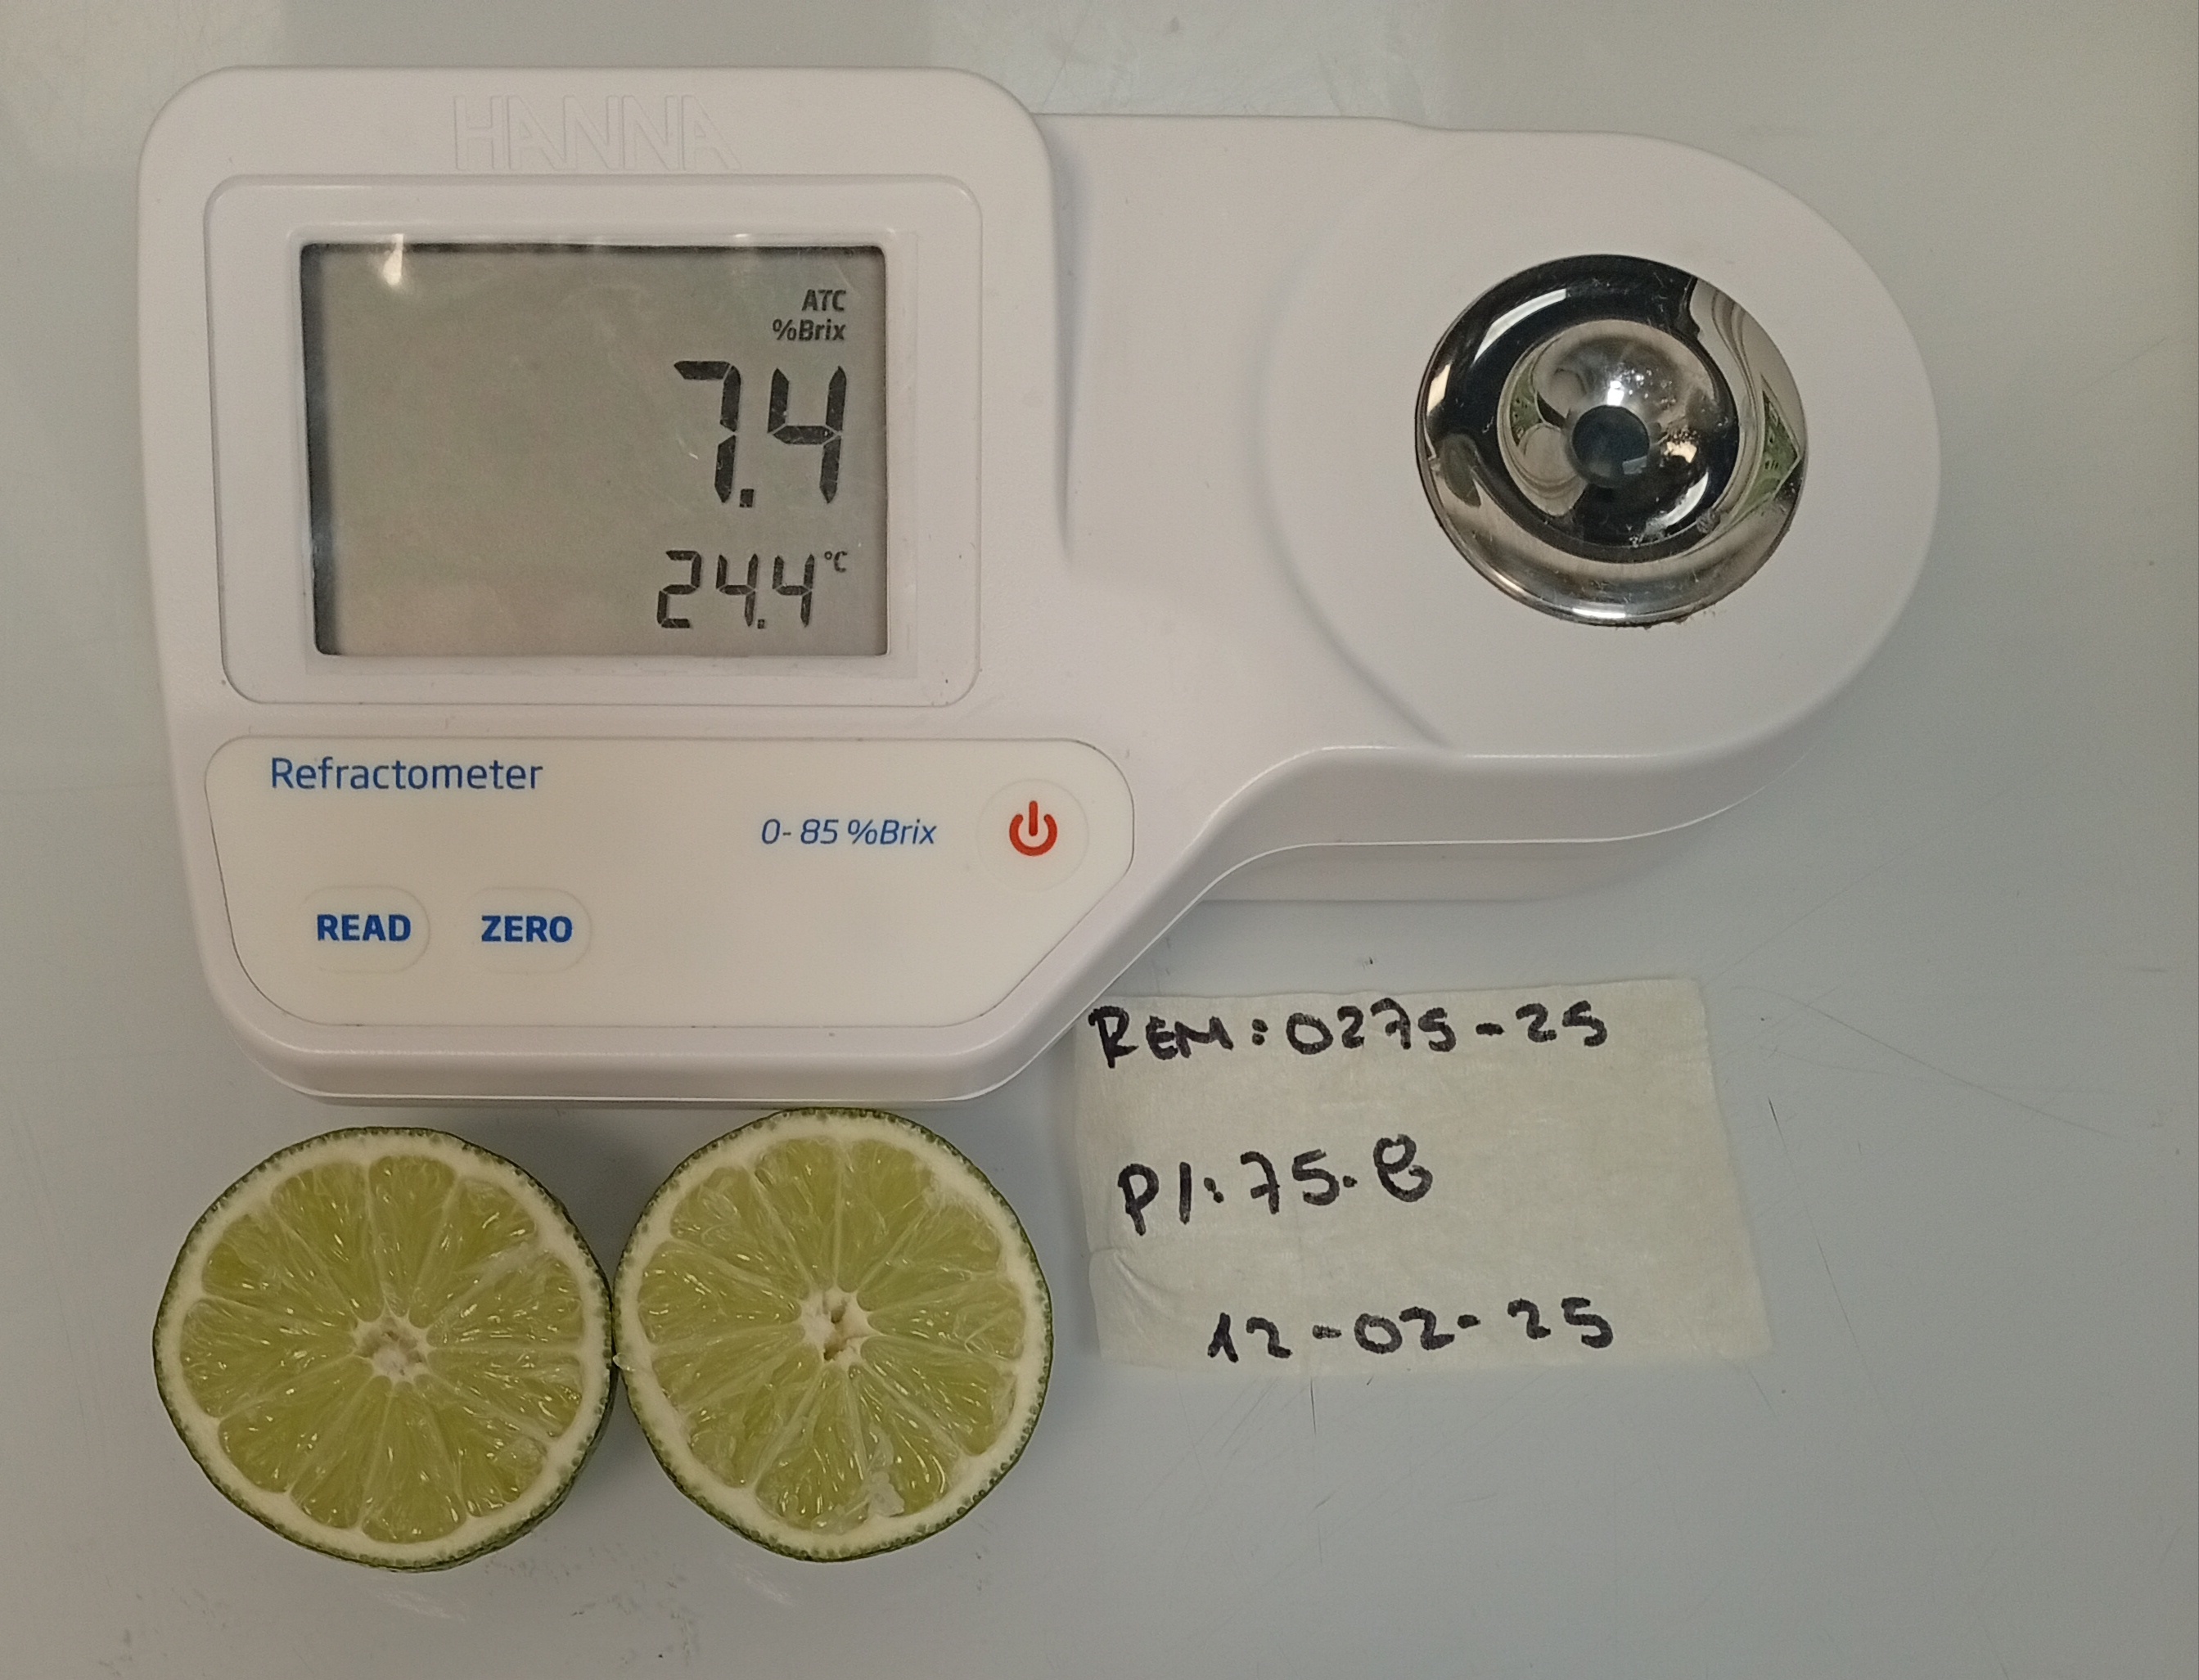 HANNA
ATC
%Brix
7.4
24.4 °C
Refractometer
0- 85 %Brix
READ ZERO
REM: 0275-25
P/: 75.B
12-02-25